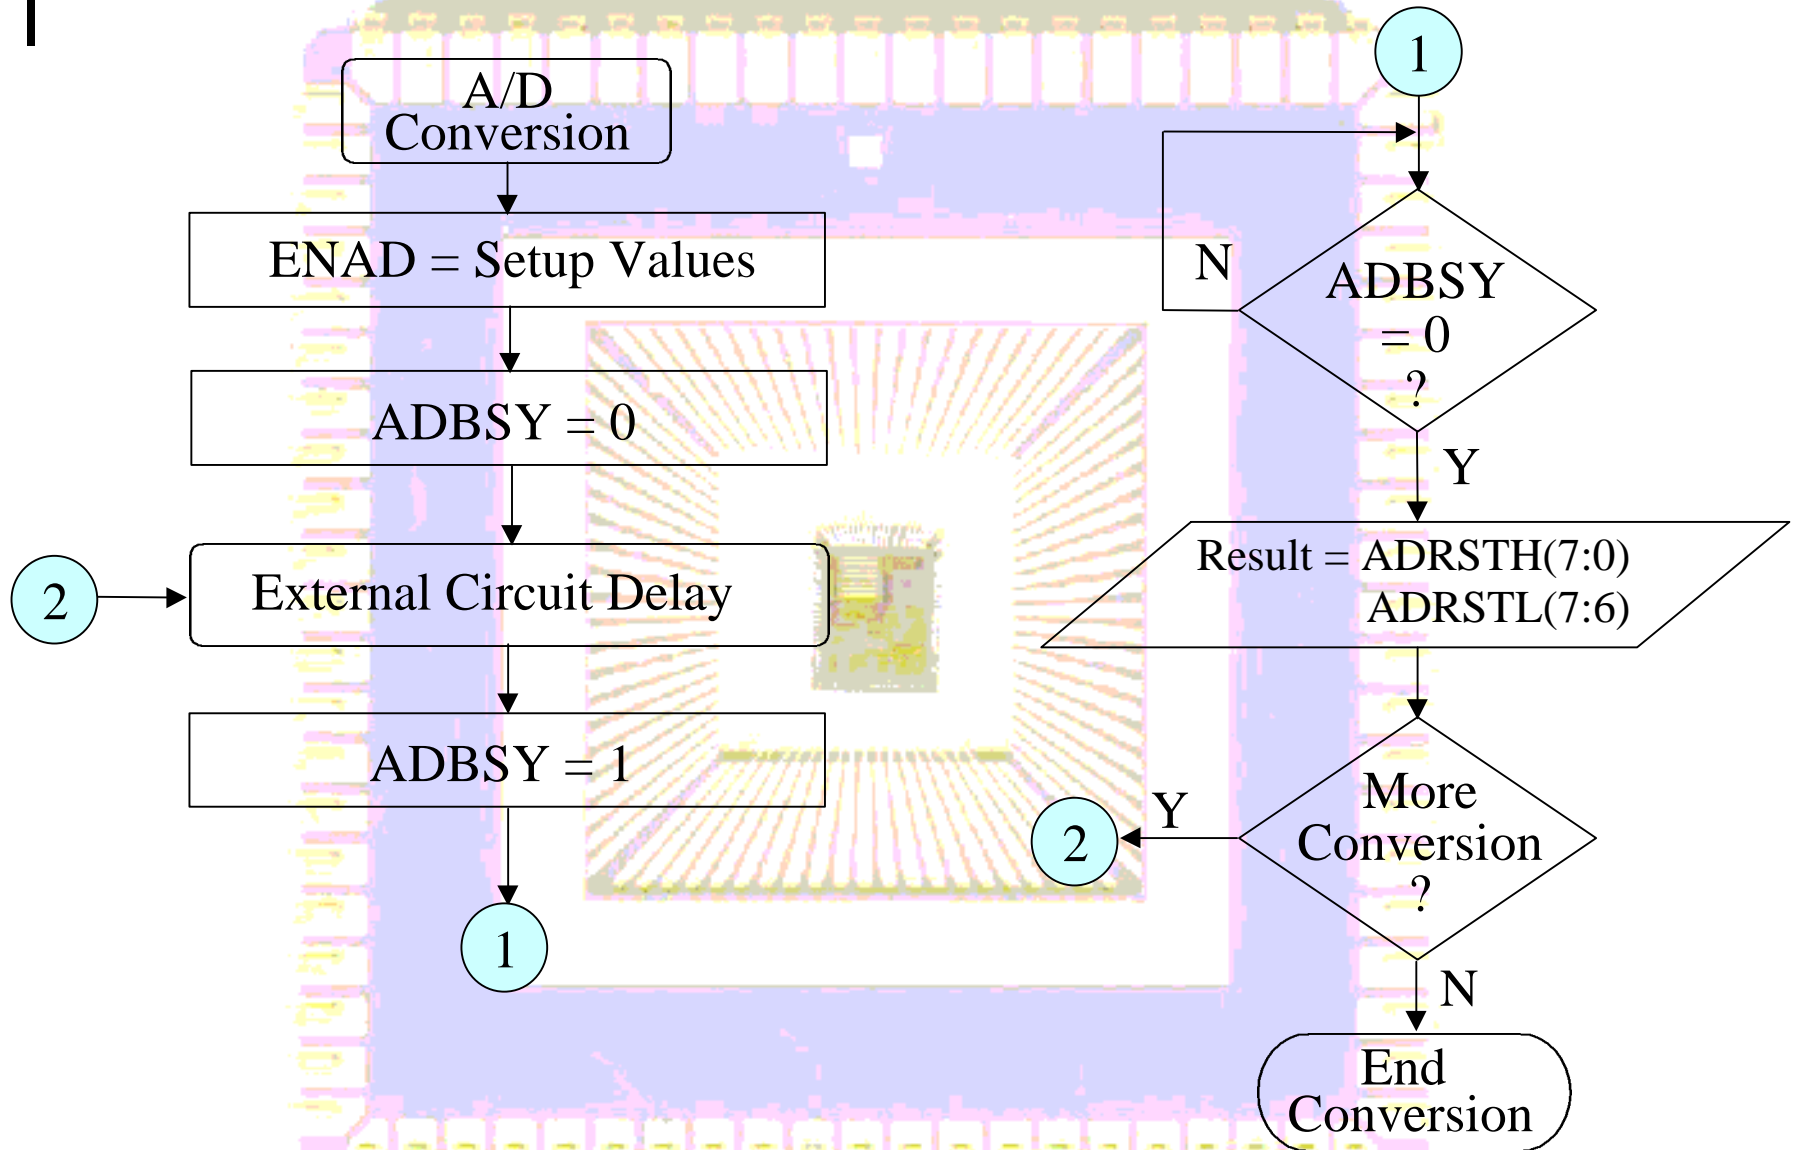 A/D
Conversion
ENAD = Setup Values
ADBSY = 0
2
External Circuit Delay
ADBSY = 1
1
1
N
ADBSY
= 0
?
Y
Result = ADRSTH(7:0)
ADRSTL(7:6)
More
Conversion
?
Y
2
N
End
Conversion